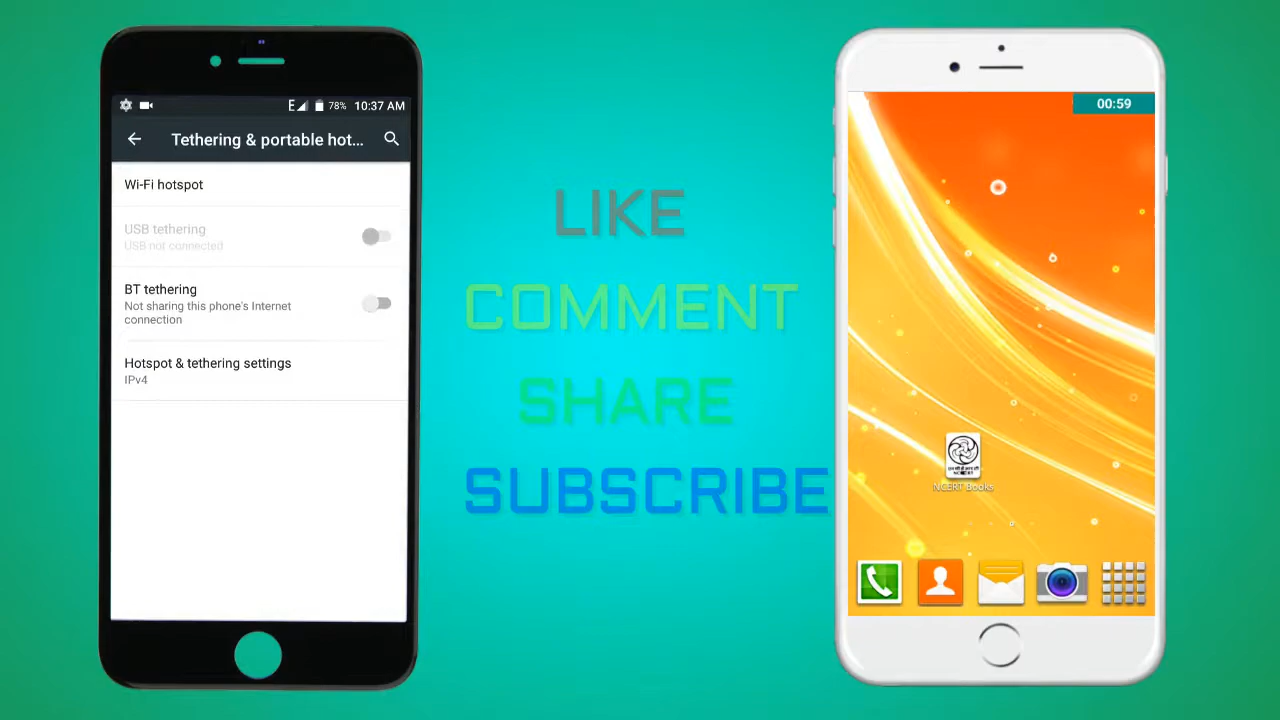 E 78% 10:37 AM
Tethering & portable hot...
Wi-Fi hotspot
USB tethering
USB not connected
BT tethering
Not sharing this phone's Internet
connection
Hotspot & tethering settings
IPv4
LIKE
COMMENT
SHARE
SUBSCRIBE
00:59
NCERT
NCERT Books